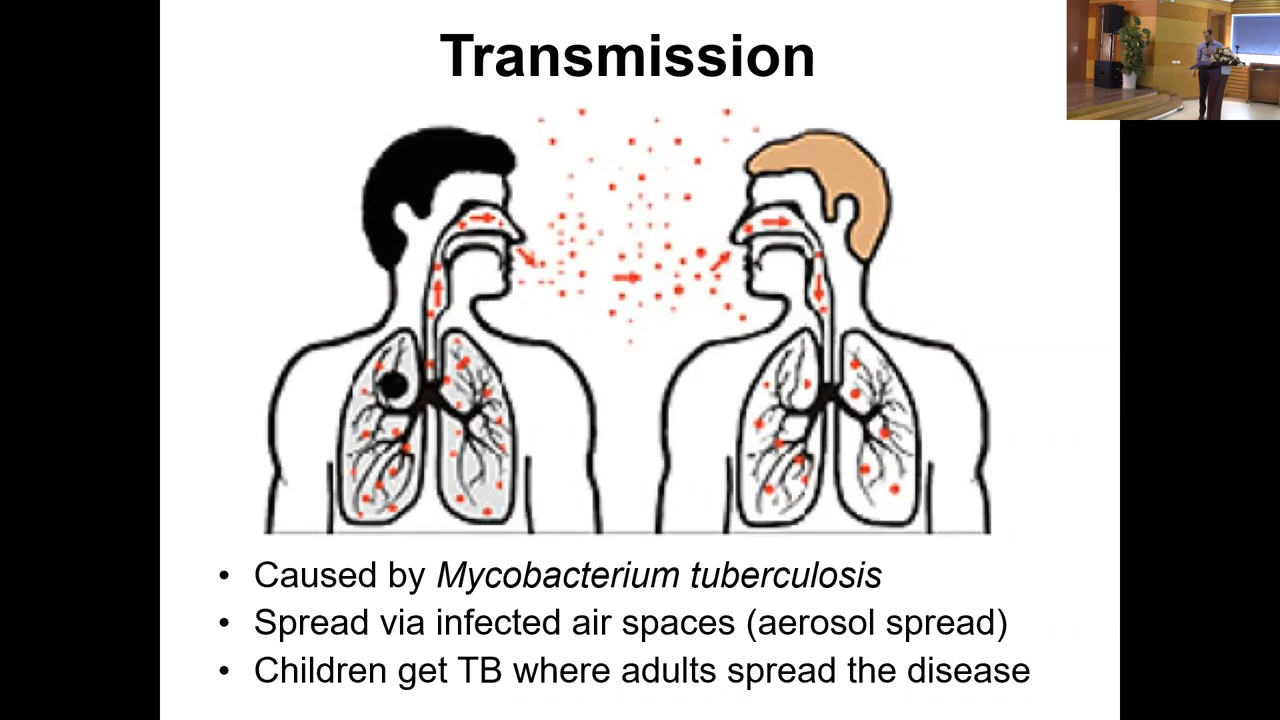 Transmission
• Caused by Mycobacterium tuberculosis
• Spread via infected air spaces (aerosol spread)
• Children get TB where adults spread the disease